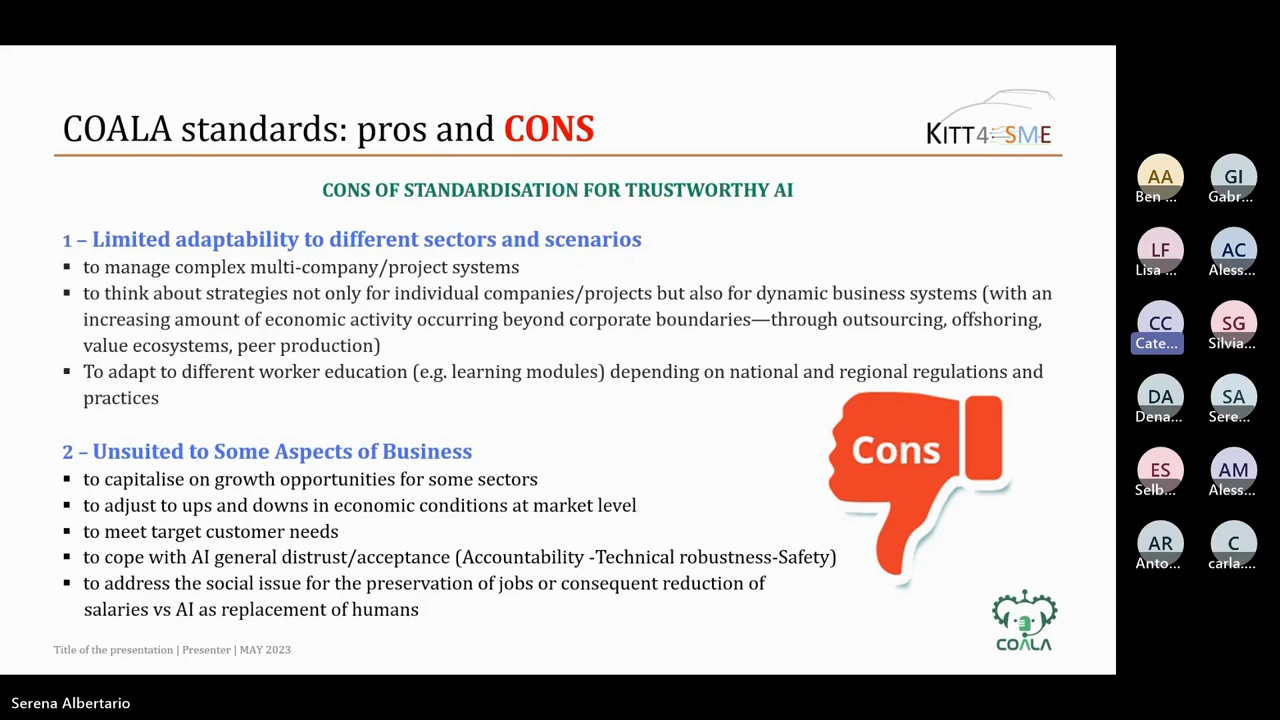 COALA standards: pros and CONS
KITT4SME
CONS OF STANDARDISATION FOR TRUSTWORTHY AI
1 – Limited adaptability to different sectors and scenarios
▪ to manage complex multi-company/project systems
▪ to think about strategies not only for individual companies/projects but also for dynamic business systems (with an
increasing amount of economic activity occurring beyond corporate boundaries—through outsourcing, offshoring,
value ecosystems, peer production)
▪ To adapt to different worker education (e.g. learning modules) depending on national and regional regulations and
practices
2 – Unsuited to Some Aspects of Business
▪ to capitalise on growth opportunities for some sectors
▪ to adjust to ups and downs in economic conditions at market level
▪ to meet target customer needs
▪ to cope with AI general distrust/acceptance (Accountability -Technical robustness-Safety)
▪ to address the social issue for the preservation of jobs or consequent reduction of
salaries vs AI as replacement of humans
Cons
COALA
Title of the presentation | Presenter | MAY 2023
AA
Ben ...
GI
Gabr...
LF
Lisa ...
AC
Aless...
CC
Cate...
SG
Silvia...
DA
Dena...
SA
Sere...
ES
Selb...
AM
Aless...
AR
Anto...
C
carla....
Serena Albertario